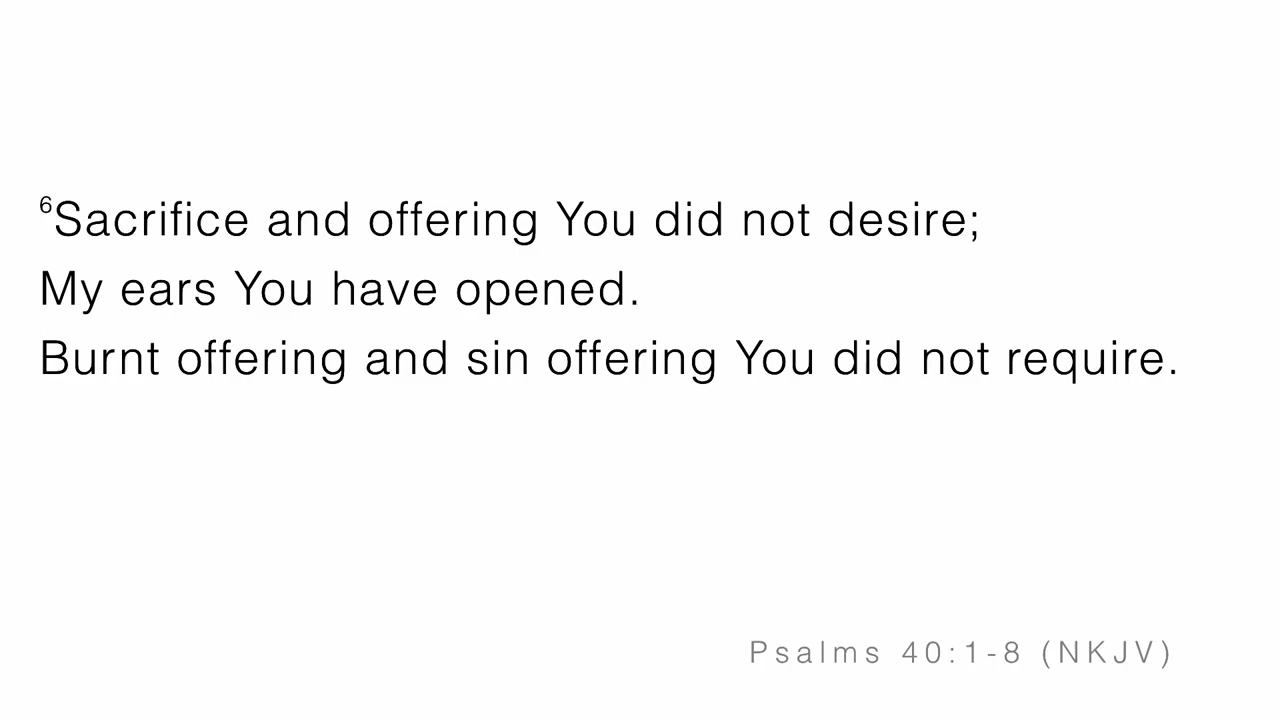 6Sacrifice and offering You did not desire;
My ears You have opened.
Burnt offering and sin offering You did not require.
Psalms 40:1-8 (NKJV)